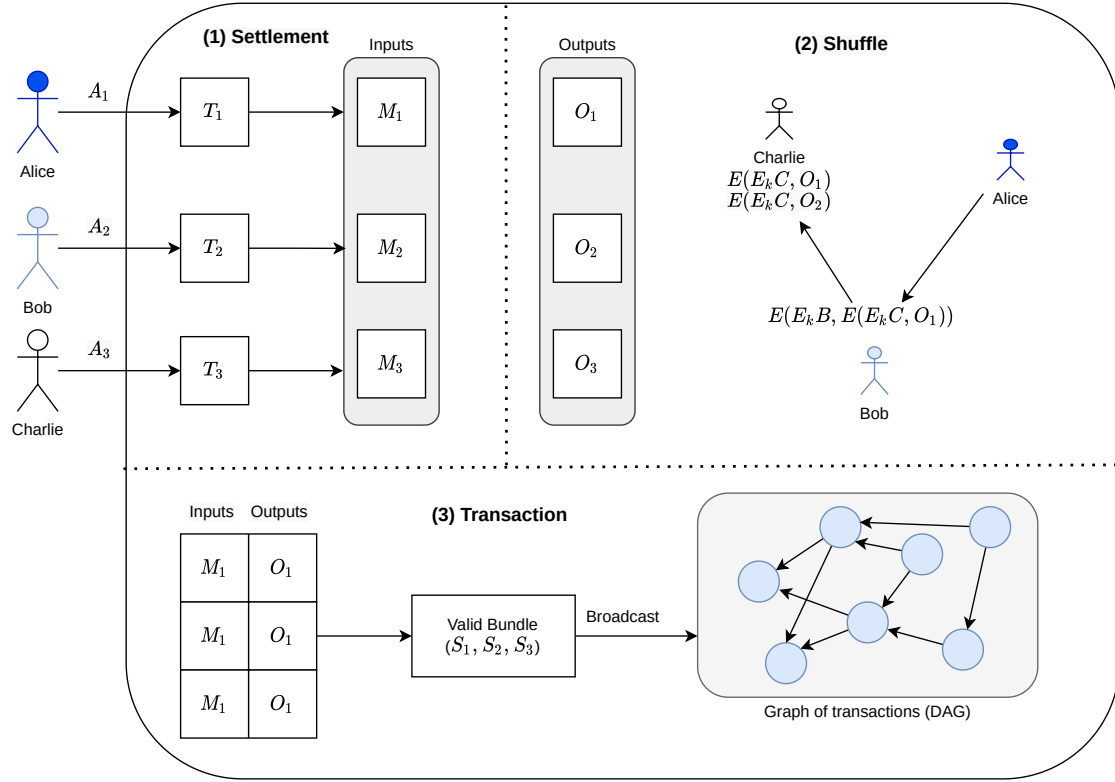 (1) Settlement
Inputs
A₁
T₁
M₁
Alice
A₂
T₂
M₂
Bob
A₃
T₃
M₃
Charlie
Outputs
O₁
O₂
O₃
(2) Shuffle
Charlie
E(EₖC, O₁)
E(EₖC, O₂)
Alice
E(EₖB, E(EₖC, O₁))
Bob
(3) Transaction
Inputs Outputs
M₁ O₁
M₁ O₁
M₁ O₁
Valid Bundle
(S₁, S₂, S₃)
Broadcast
Graph of transactions (DAG)